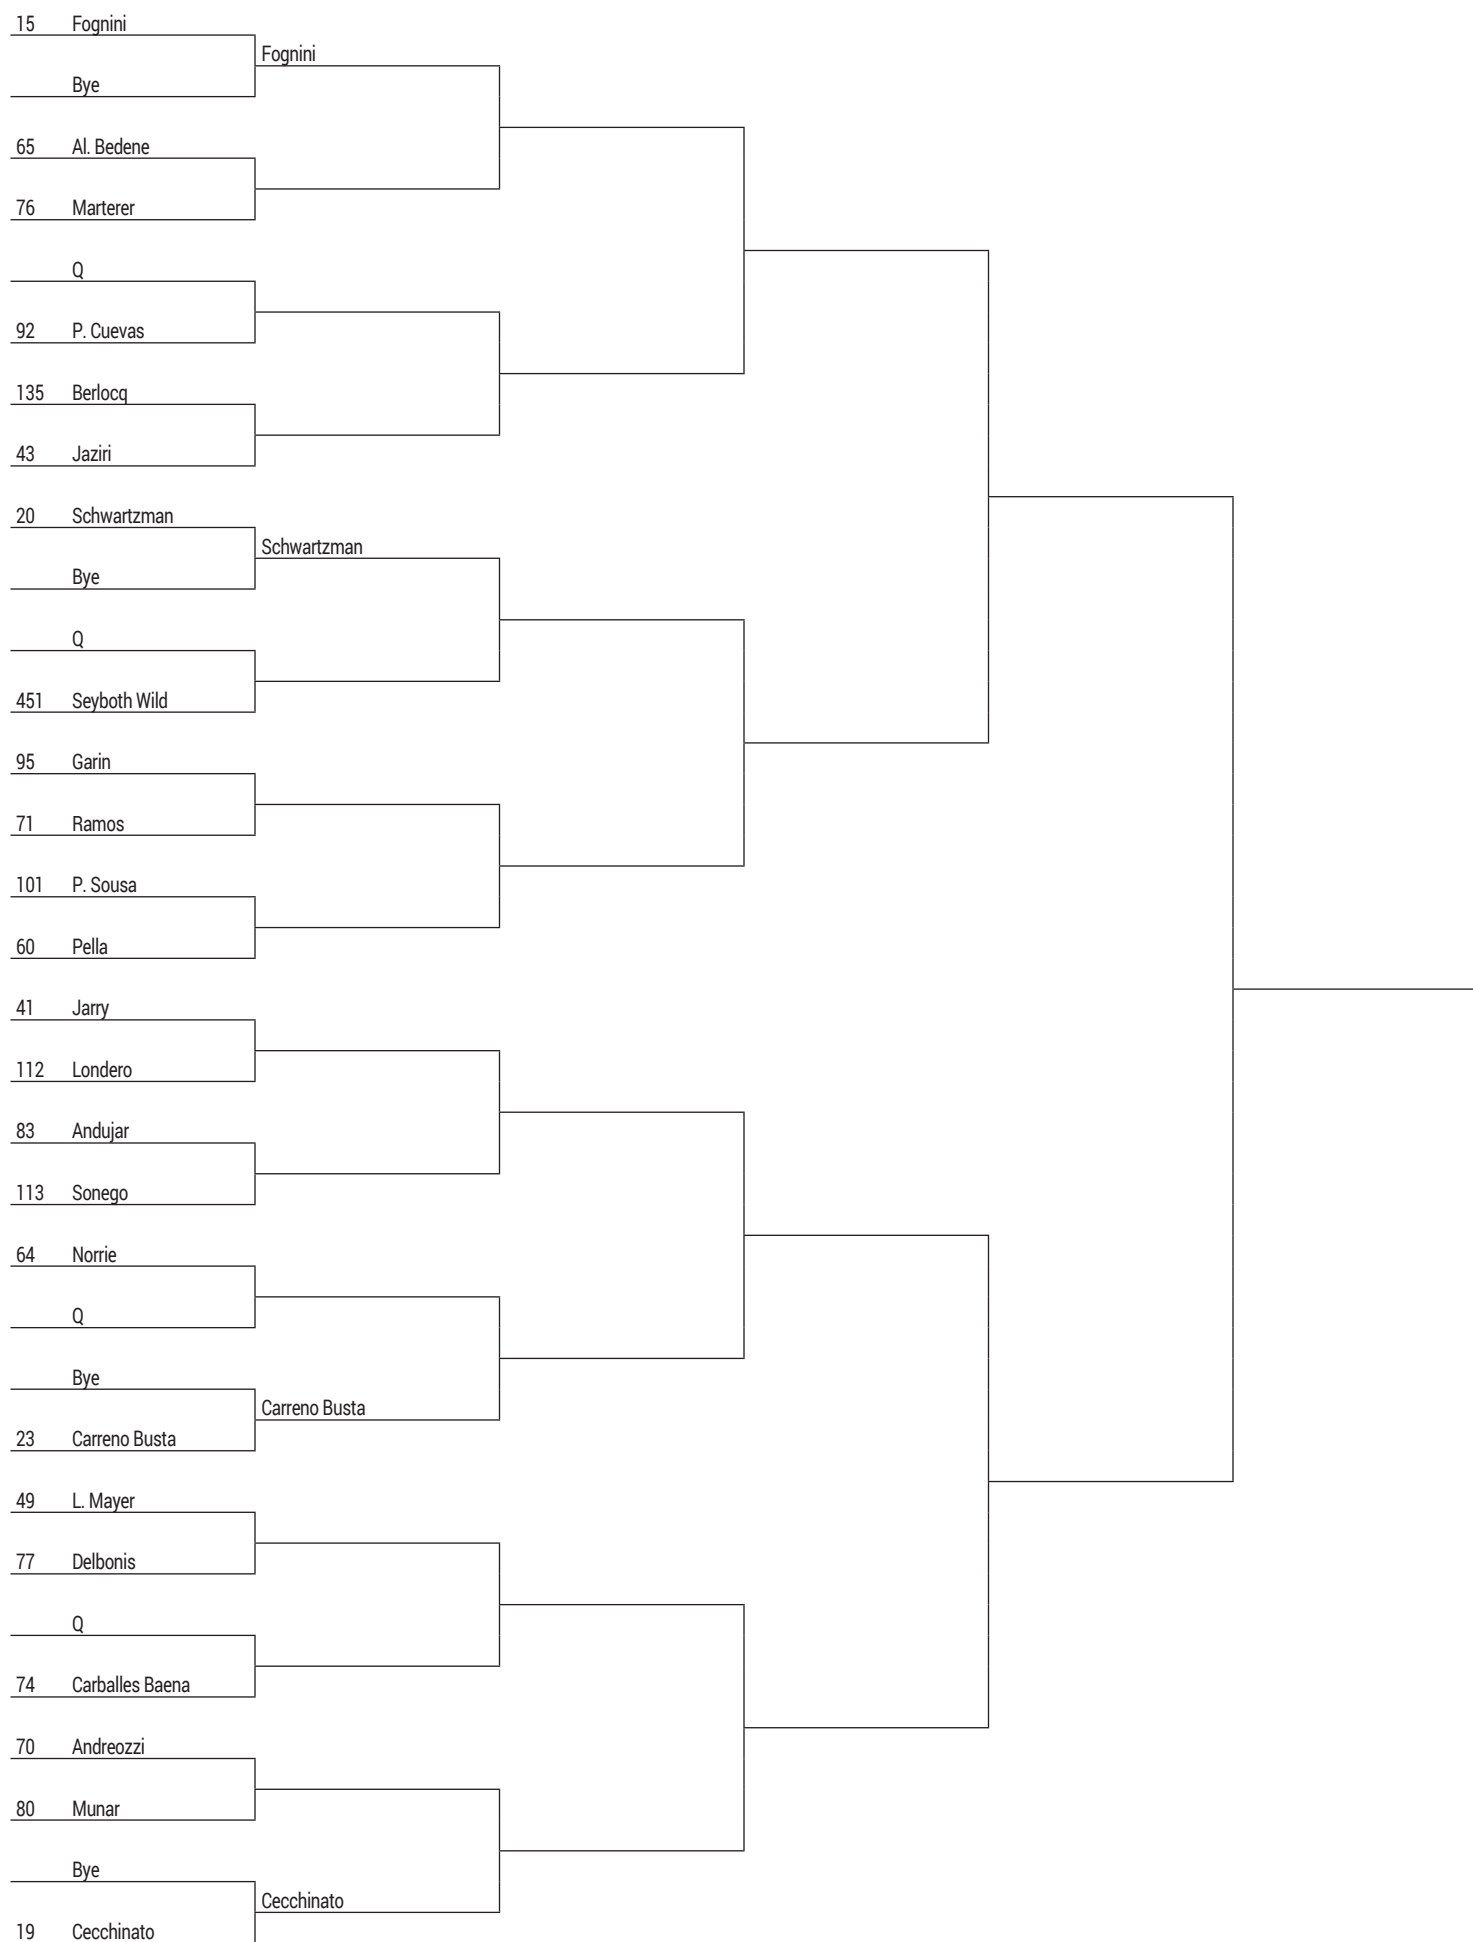 15 Fognini
Fognini
Bye
65 Al. Bedene
76 Marterer
Q
92 P. Cuevas
135 Berlocq
43 Jaziri
20 Schwartzman
Schwartzman
Bye
Q
451 Seyboth Wild
95 Garin
71 Ramos
101 P. Sousa
60 Pella
41 Jarry
112 Londero
83 Andujar
113 Sonego
64 Norrie
Q
Bye
Carreno Busta
23 Carreno Busta
49 L. Mayer
77 Delbonis
Q
74 Carballes Baena
70 Andreozzi
80 Munar
Bye
Cecchinato
19 Cecchinato